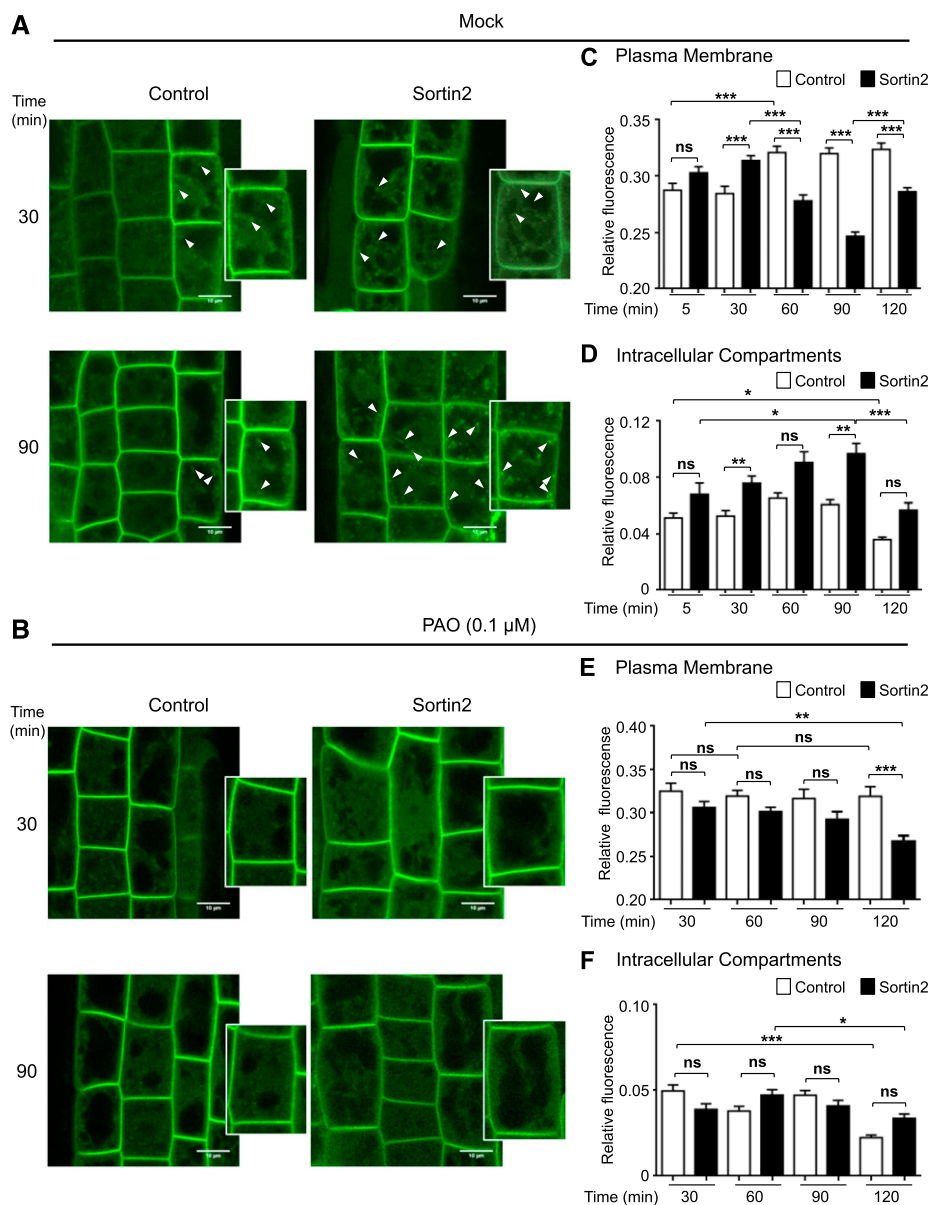 A
Mock
Control
Sortin2
Time
(min)
30
10 µm
10 µm
90
10 µm
10 µm
C Plasma Membrane
Control Sortin2
Relative fluorescence
0.35
0.30
0.25
0.20
ns
***
***
***
***
***
***
***
Time (min) 5 30 60 90 120
D Intracellular Compartments
Control Sortin2
Relative fluorescence
0.12
0.08
0.04
0
*
*
***
ns
**
ns
**
ns
Time (min) 5 30 60 90 120
B
PAO (0.1 µM)
Control
Sortin2
Time
(min)
30
10 µm
10 µm
90
10 µm
10 µm
E Plasma Membrane
Control Sortin2
Relative fluorescense
0.40
0.35
0.30
0.25
0.20
**
ns
ns
ns
ns
ns
***
Time (min) 30 60 90 120
F Intracellular Compartments
Control Sortin2
Relative fluorescence
0.10
0.05
0
*
***
ns
ns
ns
ns
Time (min) 30 60 90 120